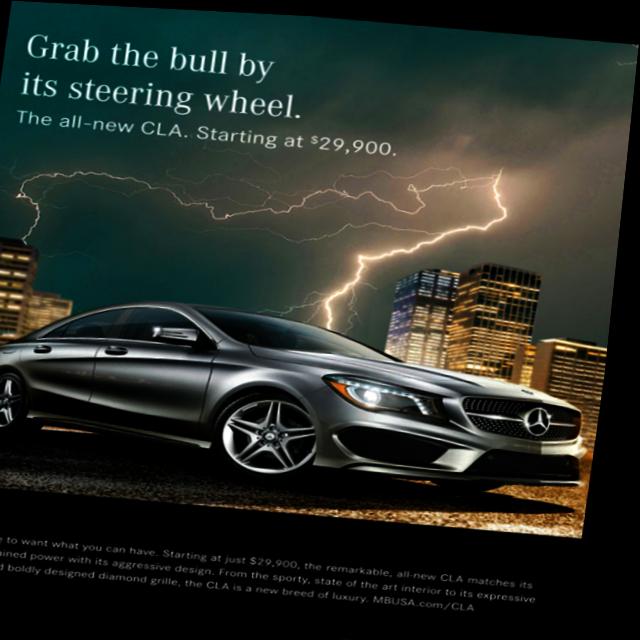 Grab the bull by
its steering wheel.
The all-new CLA. Starting at $29,900.
to want what you can have. Starting at just $29,900, the remarkable, all-new CLA matches its
power with its aggressive design. From the sporty, state of the art interior to its expressive
boldly designed diamond grille, the CLA is a new breed of luxury. MBUSA.com/CLA